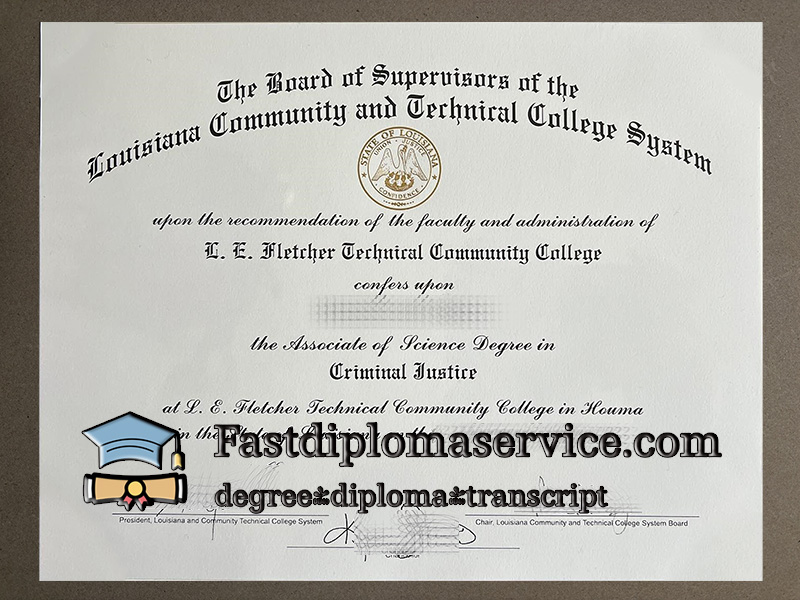 The Board of Supervisors of the
Louisiana Community and Technical College System
STATE OF LOUISIANA
UNION · JUSTICE
CONFIDENCE
upon the recommendation of the faculty and administration of
L. E. Fletcher Technical Community College
confers upon
the Associate of Science Degree in
Criminal Justice
at L. E. Fletcher Technical Community College in Houma
in the
Fastdiplomaservice.com
degree*diploma*transcript
President, Louisiana and Community Technical College System
Chair, Louisiana Community and Technical College System Board